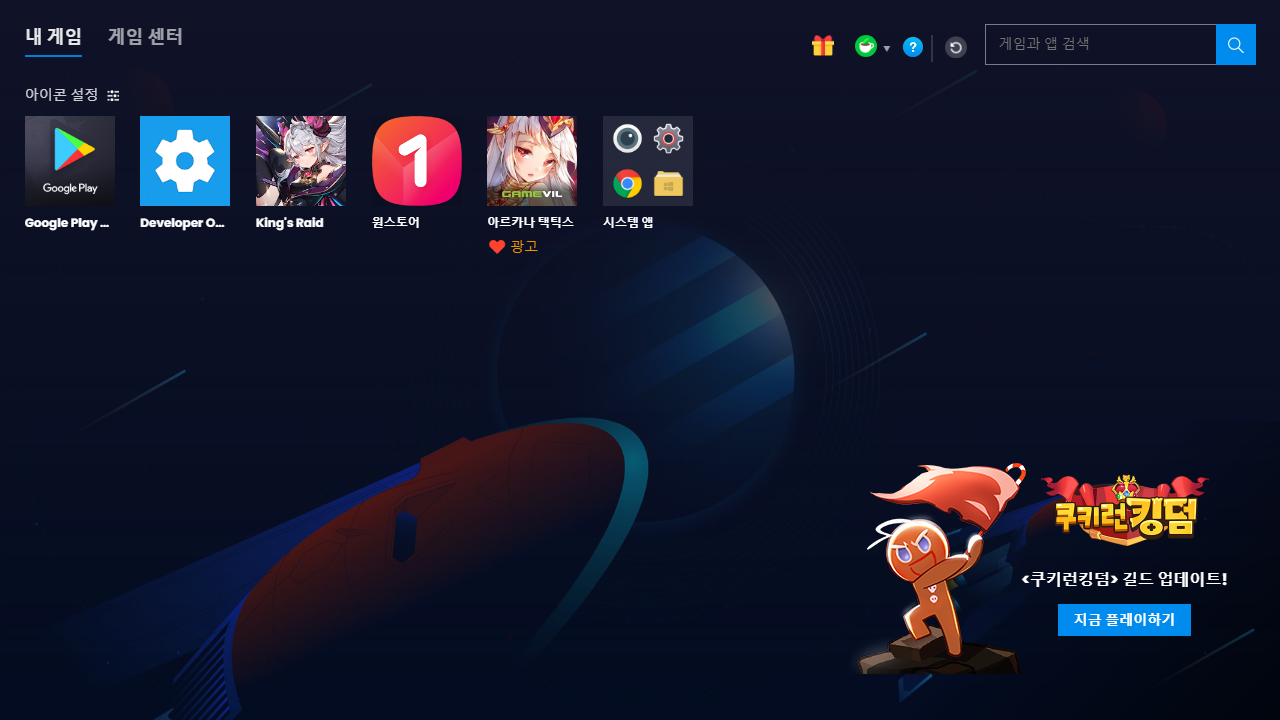 내 게임
게임 센터
게임과 앱 검색
아이콘 설정
Google Play
GAMEVIL
Google Play ...
Developer O...
King's Raid
원스토어
아르카나 택틱스
시스템 앱
광고
쿠키런 킹덤
<쿠키런킹덤> 길드 업데이트!
지금 플레이하기